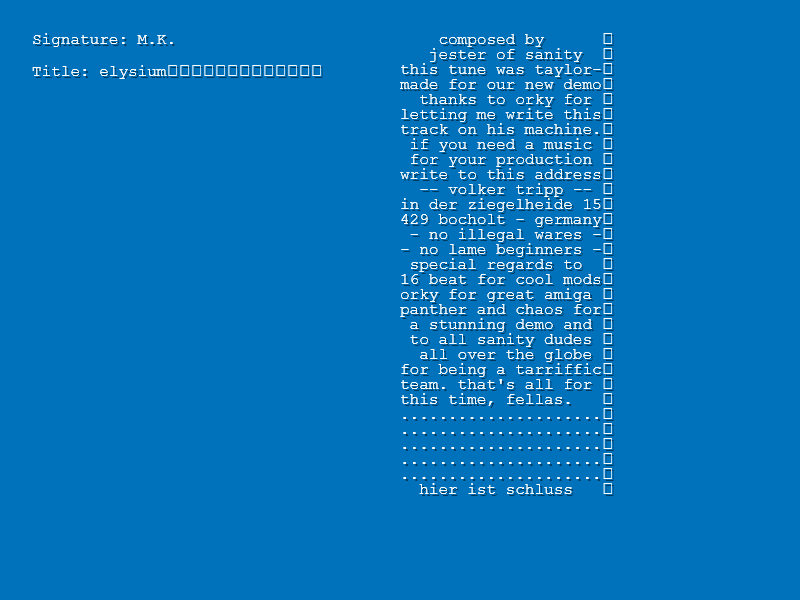 Signature: M.K.
Title: elysium
composed by
jester of sanity
this tune was taylor-
made for our new demo
thanks to orky for
letting me write this
track on his machine.
if you need a music
for your production
write to this address
-- volker tripp --
in der ziegelheide 15
429 bocholt - germany
- no illegal wares -
- no lame beginners -
special regards to
16 beat for cool mods
orky for great amiga
panther and chaos for
a stunning demo and
to all sanity dudes
all over the globe
for being a tarriffic
team. that's all for
this time, fellas.
.....................
.....................
.....................
.....................
.....................
hier ist schluss